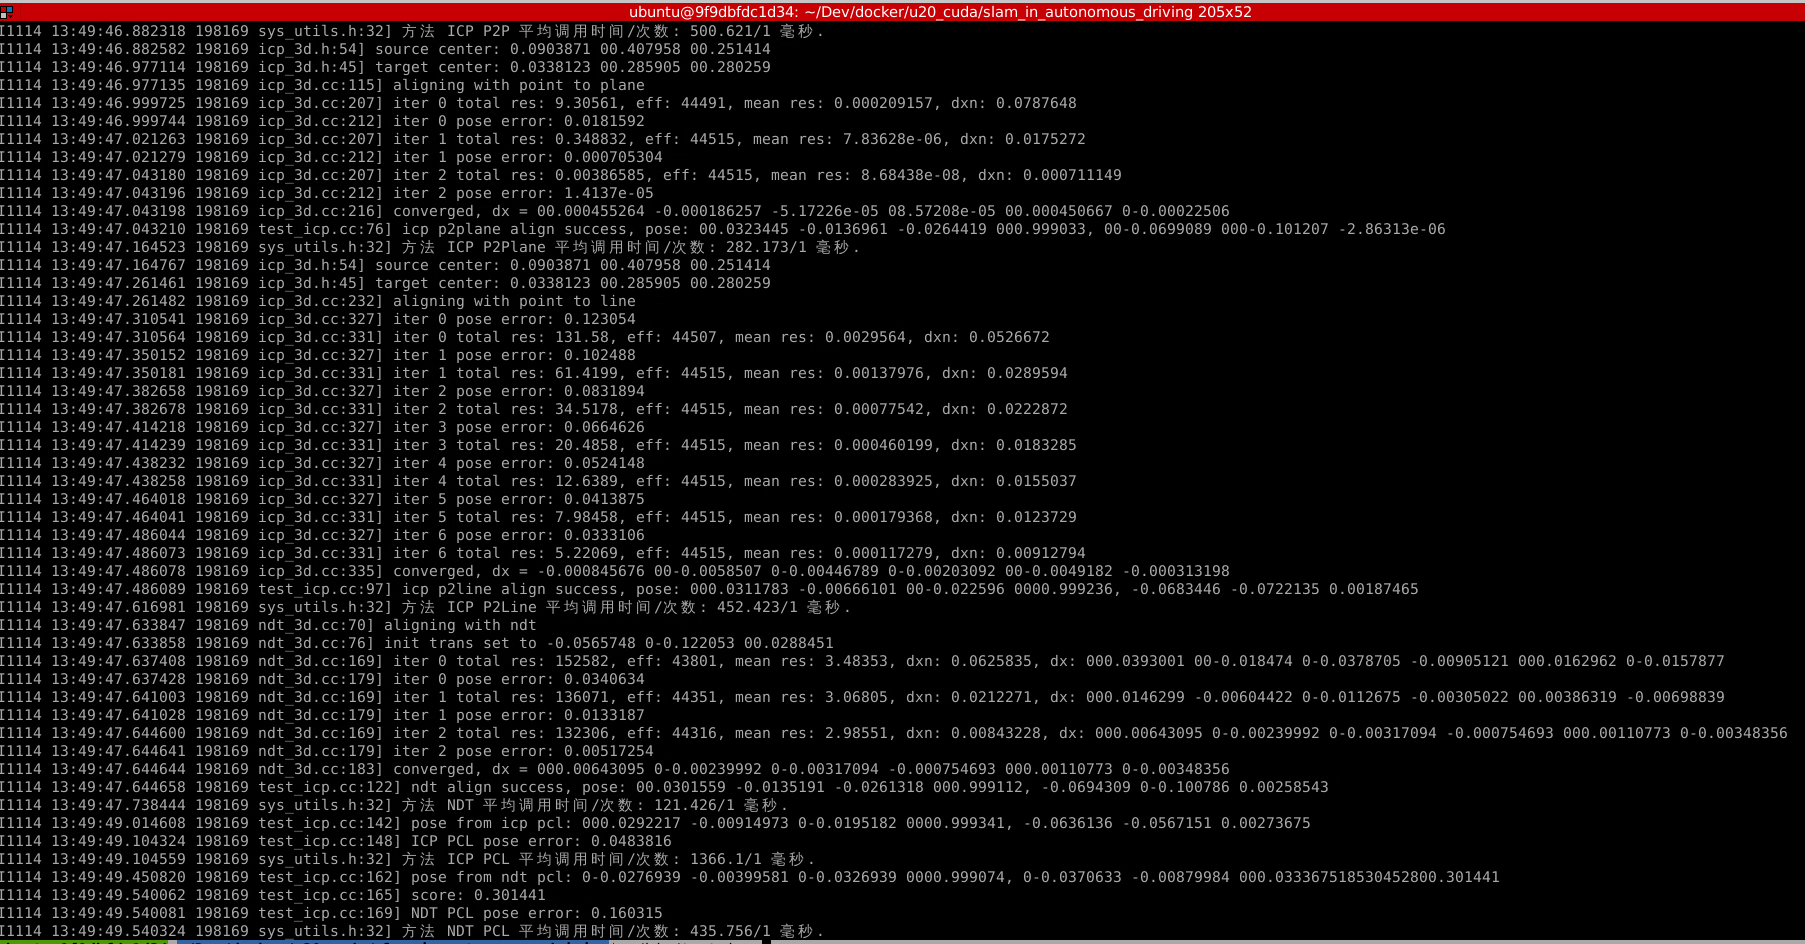 ubuntu@9f9dbfdc1d34: ~/Dev/docker/u20_cuda/slam_in_autonomous_driving 205x52
I1114 13:49:46.882318 198169 sys_utils.h:32] 方法 ICP P2P 平均调用时间/次数: 500.621/1 毫秒.
I1114 13:49:46.882582 198169 icp_3d.h:54] source center: 0.0903871 00.407958 00.251414
I1114 13:49:46.977114 198169 icp_3d.h:45] target center: 0.0338123 00.285905 00.280259
I1114 13:49:46.977135 198169 icp_3d.cc:115] aligning with point to plane
I1114 13:49:46.999725 198169 icp_3d.cc:207] iter 0 total res: 9.30561, eff: 44491, mean res: 0.000209157, dxn: 0.0787648
I1114 13:49:46.999744 198169 icp_3d.cc:212] iter 0 pose error: 0.0181592
I1114 13:49:47.021263 198169 icp_3d.cc:207] iter 1 total res: 0.348832, eff: 44515, mean res: 7.83628e-06, dxn: 0.0175272
I1114 13:49:47.021279 198169 icp_3d.cc:212] iter 1 pose error: 0.000705304
I1114 13:49:47.043180 198169 icp_3d.cc:207] iter 2 total res: 0.00386585, eff: 44515, mean res: 8.68438e-08, dxn: 0.000711149
I1114 13:49:47.043196 198169 icp_3d.cc:212] iter 2 pose error: 1.4137e-05
I1114 13:49:47.043198 198169 icp_3d.cc:216] converged, dx = 00.000455264 -0.000186257 -5.17226e-05 08.57208e-05 00.000450667 0-0.00022506
I1114 13:49:47.043210 198169 test_icp.cc:76] icp p2plane align success, pose: 00.0323445 -0.0136961 -0.0264419 000.999033, 00-0.0699089 000-0.101207 -2.86313e-06
I1114 13:49:47.164523 198169 sys_utils.h:32] 方法 ICP P2Plane 平均调用时间/次数: 282.173/1 毫秒.
I1114 13:49:47.164767 198169 icp_3d.h:54] source center: 0.0903871 00.407958 00.251414
I1114 13:49:47.261461 198169 icp_3d.h:45] target center: 0.0338123 00.285905 00.280259
I1114 13:49:47.261482 198169 icp_3d.cc:232] aligning with point to line
I1114 13:49:47.310541 198169 icp_3d.cc:327] iter 0 pose error: 0.123054
I1114 13:49:47.310564 198169 icp_3d.cc:331] iter 0 total res: 131.58, eff: 44507, mean res: 0.0029564, dxn: 0.0526672
I1114 13:49:47.350152 198169 icp_3d.cc:327] iter 1 pose error: 0.102488
I1114 13:49:47.350181 198169 icp_3d.cc:331] iter 1 total res: 61.4199, eff: 44515, mean res: 0.00137976, dxn: 0.0289594
I1114 13:49:47.382658 198169 icp_3d.cc:327] iter 2 pose error: 0.0831894
I1114 13:49:47.382678 198169 icp_3d.cc:331] iter 2 total res: 34.5178, eff: 44515, mean res: 0.00077542, dxn: 0.0222872
I1114 13:49:47.414218 198169 icp_3d.cc:327] iter 3 pose error: 0.0664626
I1114 13:49:47.414239 198169 icp_3d.cc:331] iter 3 total res: 20.4858, eff: 44515, mean res: 0.000460199, dxn: 0.0183285
I1114 13:49:47.438232 198169 icp_3d.cc:327] iter 4 pose error: 0.0524148
I1114 13:49:47.438258 198169 icp_3d.cc:331] iter 4 total res: 12.6389, eff: 44515, mean res: 0.000283925, dxn: 0.0155037
I1114 13:49:47.464018 198169 icp_3d.cc:327] iter 5 pose error: 0.0413875
I1114 13:49:47.464041 198169 icp_3d.cc:331] iter 5 total res: 7.98458, eff: 44515, mean res: 0.000179368, dxn: 0.0123729
I1114 13:49:47.486044 198169 icp_3d.cc:327] iter 6 pose error: 0.0333106
I1114 13:49:47.486073 198169 icp_3d.cc:331] iter 6 total res: 5.22069, eff: 44515, mean res: 0.000117279, dxn: 0.00912794
I1114 13:49:47.486078 198169 icp_3d.cc:335] converged, dx = -0.000845676 00-0.0058507 0-0.00446789 0-0.00203092 00-0.0049182 -0.000313198
I1114 13:49:47.486089 198169 test_icp.cc:97] icp p2line align success, pose: 000.0311783 -0.00666101 00-0.022596 0000.999236, -0.0683446 -0.0722135 0.00187465
I1114 13:49:47.616981 198169 sys_utils.h:32] 方法 ICP P2Line 平均调用时间/次数: 452.423/1 毫秒.
I1114 13:49:47.633847 198169 ndt_3d.cc:70] aligning with ndt
I1114 13:49:47.633858 198169 ndt_3d.cc:76] init trans set to -0.0565748 0-0.122053 00.0288451
I1114 13:49:47.637408 198169 ndt_3d.cc:169] iter 0 total res: 152582, eff: 43801, mean res: 3.48353, dxn: 0.0625835, dx: 000.0393001 00-0.018474 0-0.0378705 -0.00905121 000.0162962 0-0.0157877
I1114 13:49:47.637428 198169 ndt_3d.cc:179] iter 0 pose error: 0.0340634
I1114 13:49:47.641003 198169 ndt_3d.cc:169] iter 1 total res: 136071, eff: 44351, mean res: 3.06805, dxn: 0.0212271, dx: 000.0146299 -0.00604422 0-0.0112675 -0.00305022 00.00386319 -0.00698839
I1114 13:49:47.641028 198169 ndt_3d.cc:179] iter 1 pose error: 0.0133187
I1114 13:49:47.644600 198169 ndt_3d.cc:169] iter 2 total res: 132306, eff: 44316, mean res: 2.98551, dxn: 0.00843228, dx: 000.00643095 0-0.00239992 0-0.00317094 -0.000754693 000.00110773 0-0.00348356
I1114 13:49:47.644641 198169 ndt_3d.cc:179] iter 2 pose error: 0.00517254
I1114 13:49:47.644644 198169 ndt_3d.cc:183] converged, dx = 000.00643095 0-0.00239992 0-0.00317094 -0.000754693 000.00110773 0-0.00348356
I1114 13:49:47.644658 198169 test_icp.cc:122] ndt align success, pose: 00.0301559 -0.0135191 -0.0261318 000.999112, -0.0694309 0-0.100786 0.00258543
I1114 13:49:47.738444 198169 sys_utils.h:32] 方法 NDT 平均调用时间/次数: 121.426/1 毫秒.
I1114 13:49:49.014608 198169 test_icp.cc:142] pose from icp pcl: 000.0292217 -0.00914973 0-0.0195182 0000.999341, -0.0636136 -0.0567151 0.00273675
I1114 13:49:49.104324 198169 test_icp.cc:148] ICP PCL pose error: 0.0483816
I1114 13:49:49.104559 198169 sys_utils.h:32] 方法 ICP PCL 平均调用时间/次数: 1366.1/1 毫秒.
I1114 13:49:49.450820 198169 test_icp.cc:162] pose from ndt pcl: 0-0.0276939 -0.00399581 0-0.0326939 0000.999074, 0-0.0370633 -0.00879984 000.033367518530452800.301441
I1114 13:49:49.540062 198169 test_icp.cc:165] score: 0.301441
I1114 13:49:49.540081 198169 test_icp.cc:169] NDT PCL pose error: 0.160315
I1114 13:49:49.540324 198169 sys_utils.h:32] 方法 NDT PCL 平均调用时间/次数: 435.756/1 毫秒.